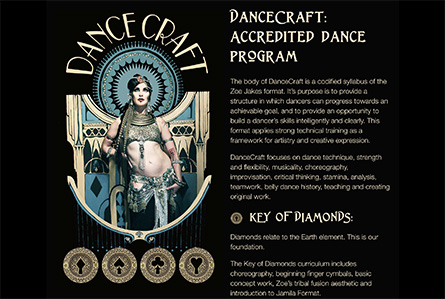 DANCE CRAFT
DANCECRAFT:
ACCREDITED DANCE
PROGRAM
The body of DanceCraft is a codified syllabus of the
Zoe Jakes format. It's purpose is to provide a
structure in which dancers can progress towards an
achievable goal, and to provide an opportunity to
build a dancer's skills intelligently and clearly. This
format applies strong technical training as a
framework for artistry and creative expression.
DanceCraft focuses on dance technique, strength
and flexibility, musicality, choreography,
improvisation, critical thinking, stamina, analysis,
teamwork, belly dance history, teaching and creating
original work.
KEY OF DIAMONDS:
Diamonds relate to the Earth element. This is our
foundation.
The Key of Diamonds curriculum includes
choreography, beginning finger cymbals, basic
concept work, Zoe's tribal fusion aesthetic and
introduction to Jamila Format.